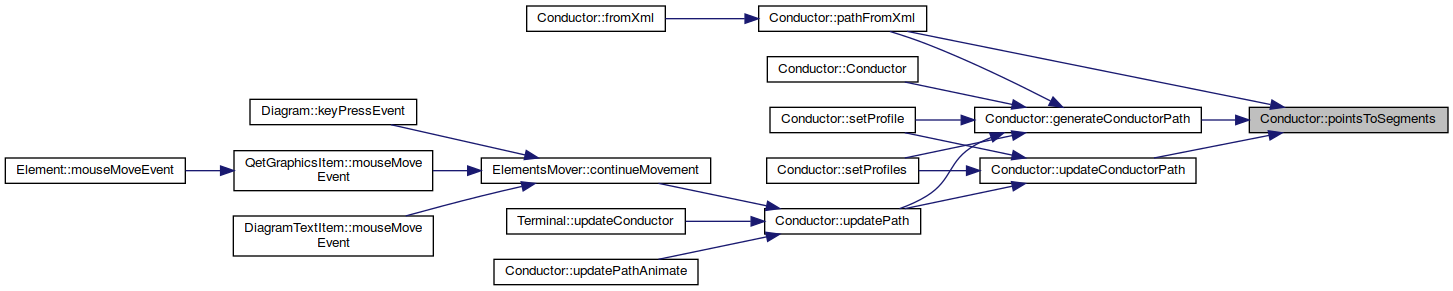 Conductor::fromXml
Conductor::pathFromXml
Conductor::Conductor
Diagram::keyPressEvent
Conductor::setProfile
Conductor::generateConductorPath
Conductor::pointsToSegments
Element::mouseMoveEvent
QetGraphicsItem::mouseMove
Event
ElementsMover::continueMovement
Conductor::setProfiles
Conductor::updateConductorPath
DiagramTextItem::mouseMove
Event
Terminal::updateConductor
Conductor::updatePath
Conductor::updatePathAnimate